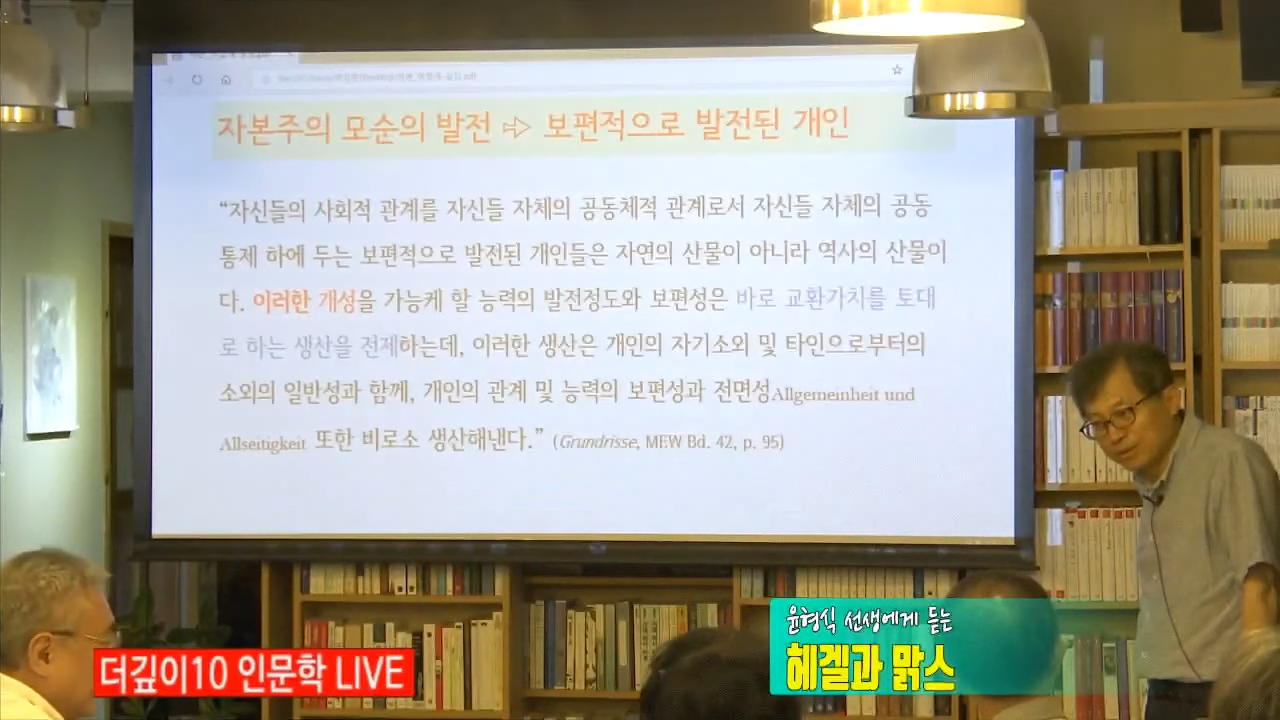 자본주의 모순의 발전 ⇨ 보편적으로 발전된 개인
“자신들의 사회적 관계를 자신들 자체의 공동체적 관계로서 자신들 자체의 공동
통제 하에 두는 보편적으로 발전된 개인들은 자연의 산물이 아니라 역사의 산물이
다. 이러한 개성을 가능케 할 능력의 발전정도와 보편성은 바로 교환가치를 토대
로 하는 생산을 전제하는데, 이러한 생산은 개인의 자기소외 및 타인으로부터의
소외의 일반성과 함께, 개인의 관계 및 능력의 보편성과 전면성Allgemeinheit und
Allseitigkeit 또한 비로소 생산해낸다.” (Grundrisse, MEW Bd. 42, p. 95)
윤형식 선생에게 듣는
헤겔과 맑스
더깊이10 인문학 LIVE